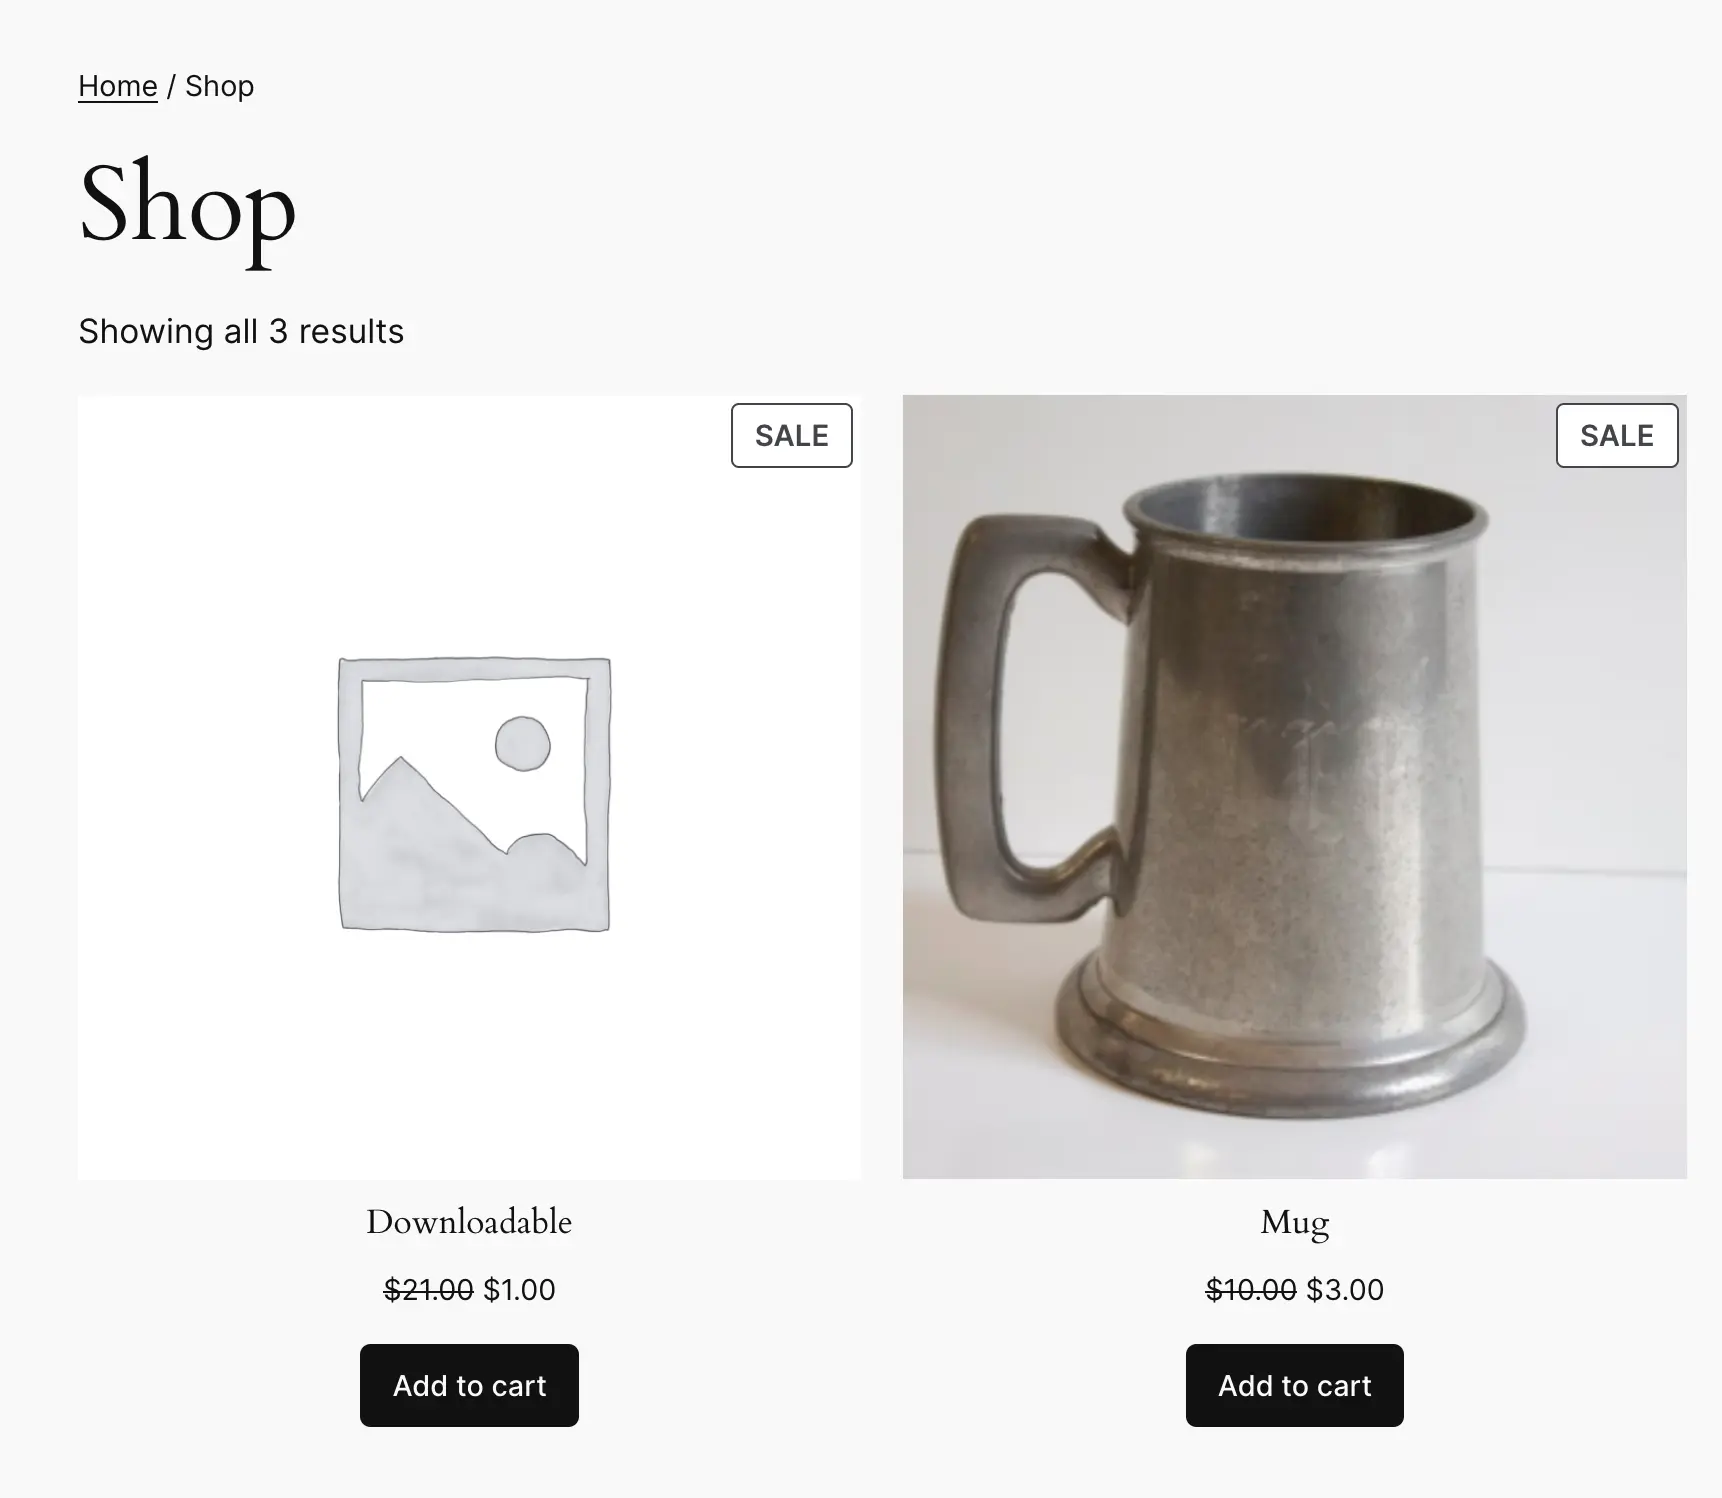 Home / Shop
Shop
Showing all 3 results
SALE
SALE
Downloadable
$21.00 $1.00
Add to cart
Mug
$10.00 $3.00
Add to cart